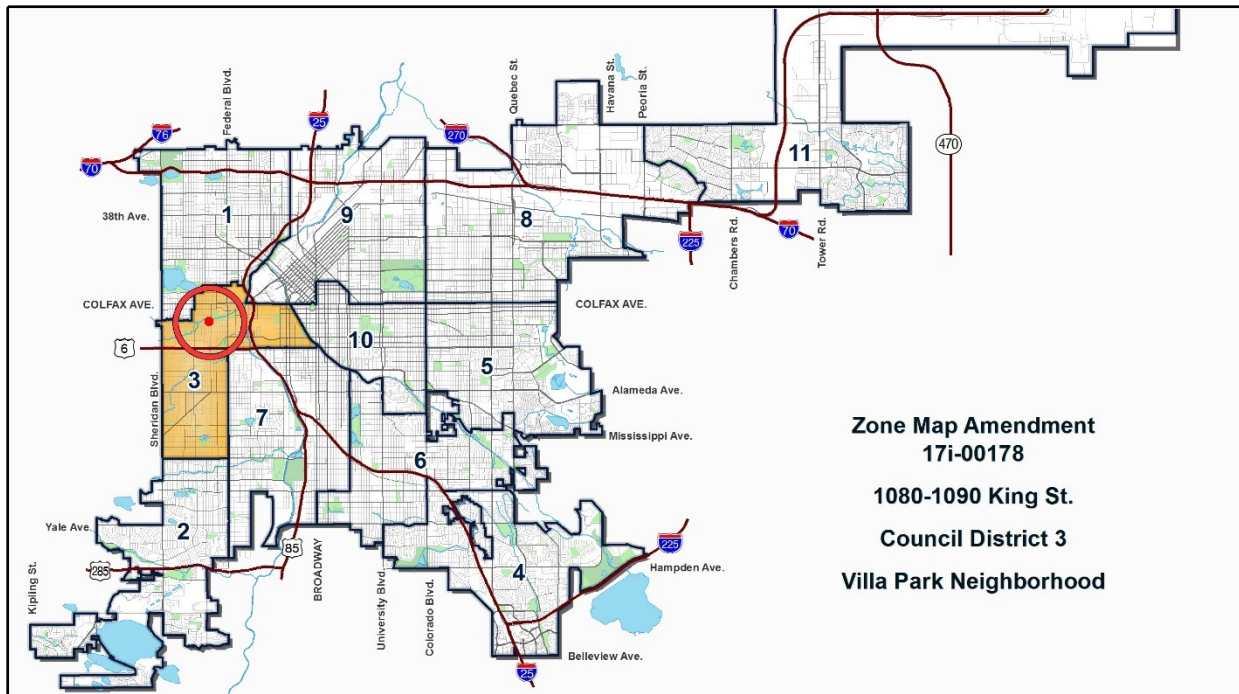 Federal Blvd.
25
Quebec St.
Havana St.
Peoria St.
76
70
270
11
470
38th Ave.
1
9
8
225
Chambers Rd.
70
Tower Rd.
COLFAX AVE.
COLFAX AVE.
6
10
5
3
Sheridan Blvd.
7
Alameda Ave.
Mississippi Ave.
6
Zone Map Amendment
17i-00178
1080-1090 King St.
Council District 3
Villa Park Neighborhood
Yale Ave.
2
85
285
BROADWAY
University Blvd.
Colorado Blvd.
4
225
Hampden Ave.
Kipling St.
Belleview Ave.
25